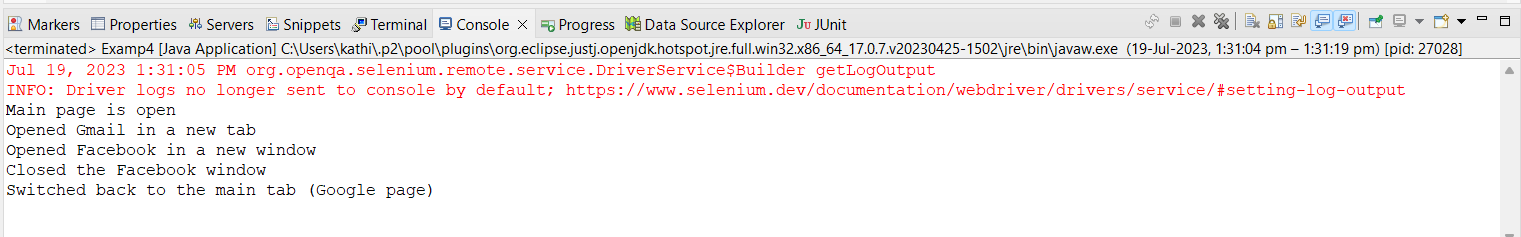 Markers Properties Servers Snippets Terminal Console Progress Data Source Explorer JUnit
<terminated> Examp4 [Java Application] C:\Users\kathi\.p2\pool\plugins\org.eclipse.justj.openjdk.hotspot.jre.full.win32.x86_64_17.0.7.v20230425-1502\jre\bin\javaw.exe (19-Jul-2023, 1:31:04 pm – 1:31:19 pm) [pid: 27028]
Jul 19, 2023 1:31:05 PM org.openqa.selenium.remote.service.DriverService$Builder getLogOutput
INFO: Driver logs no longer sent to console by default; https://www.selenium.dev/documentation/webdriver/drivers/service/#setting-log-output
Main page is open
Opened Gmail in a new tab
Opened Facebook in a new window
Closed the Facebook window
Switched back to the main tab (Google page)